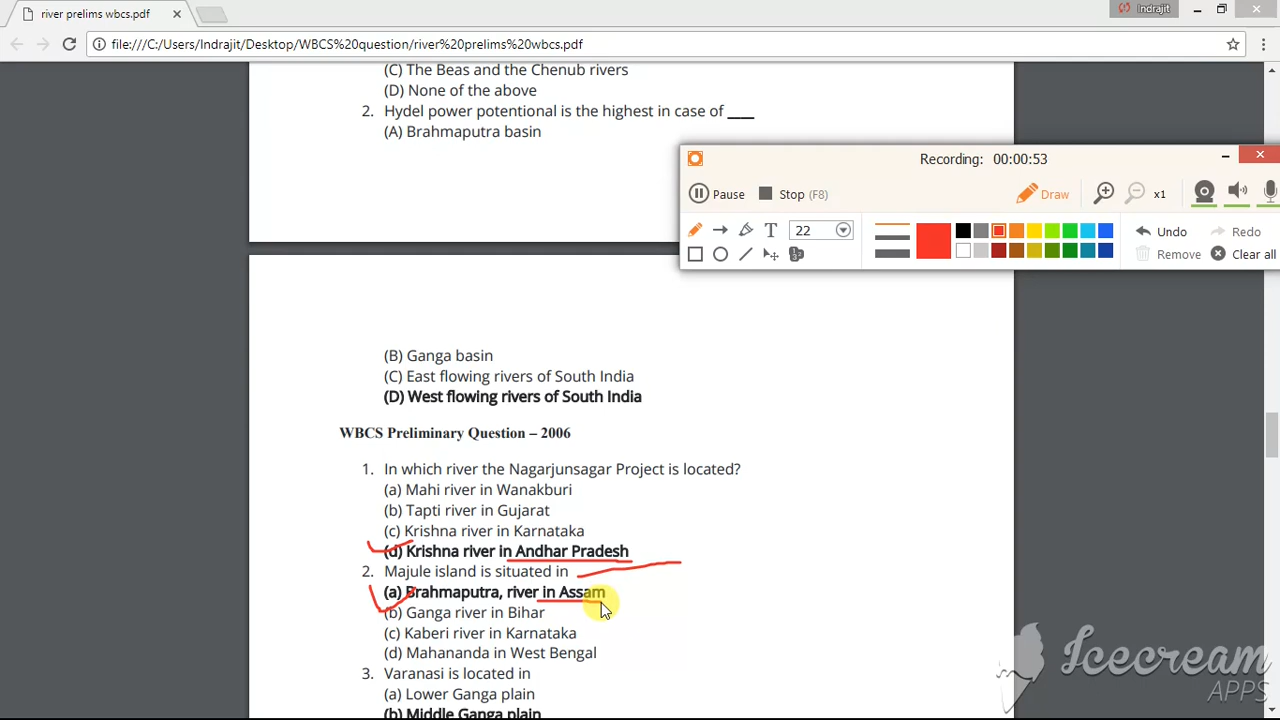 river prelims wbcs.pdf
Indrajit
file:///C:/Users/Indrajit/Desktop/WBCS%20question/river%20prelims%20wbcs.pdf
(C) The Beas and the Chenub rivers
(D) None of the above
2. Hydel power potentional is the highest in case of ____
(A) Brahmaputra basin
Recording: 00:00:53
Pause Stop (F8) Draw x1
T 22 Undo Redo
Remove Clear all
(B) Ganga basin
(C) East flowing rivers of South India
(D) West flowing rivers of South India
WBCS Preliminary Question – 2006
1. In which river the Nagarjunsagar Project is located?
(a) Mahi river in Wanakburi
(b) Tapti river in Gujarat
(c) Krishna river in Karnataka
(d) Krishna river in Andhar Pradesh
2. Majule island is situated in
(a) Brahmaputra, river in Assam
(b) Ganga river in Bihar
(c) Kaberi river in Karnataka
(d) Mahananda in West Bengal
3. Varanasi is located in
(a) Lower Ganga plain
(b) Middle Ganga plain
Icecream
APPS